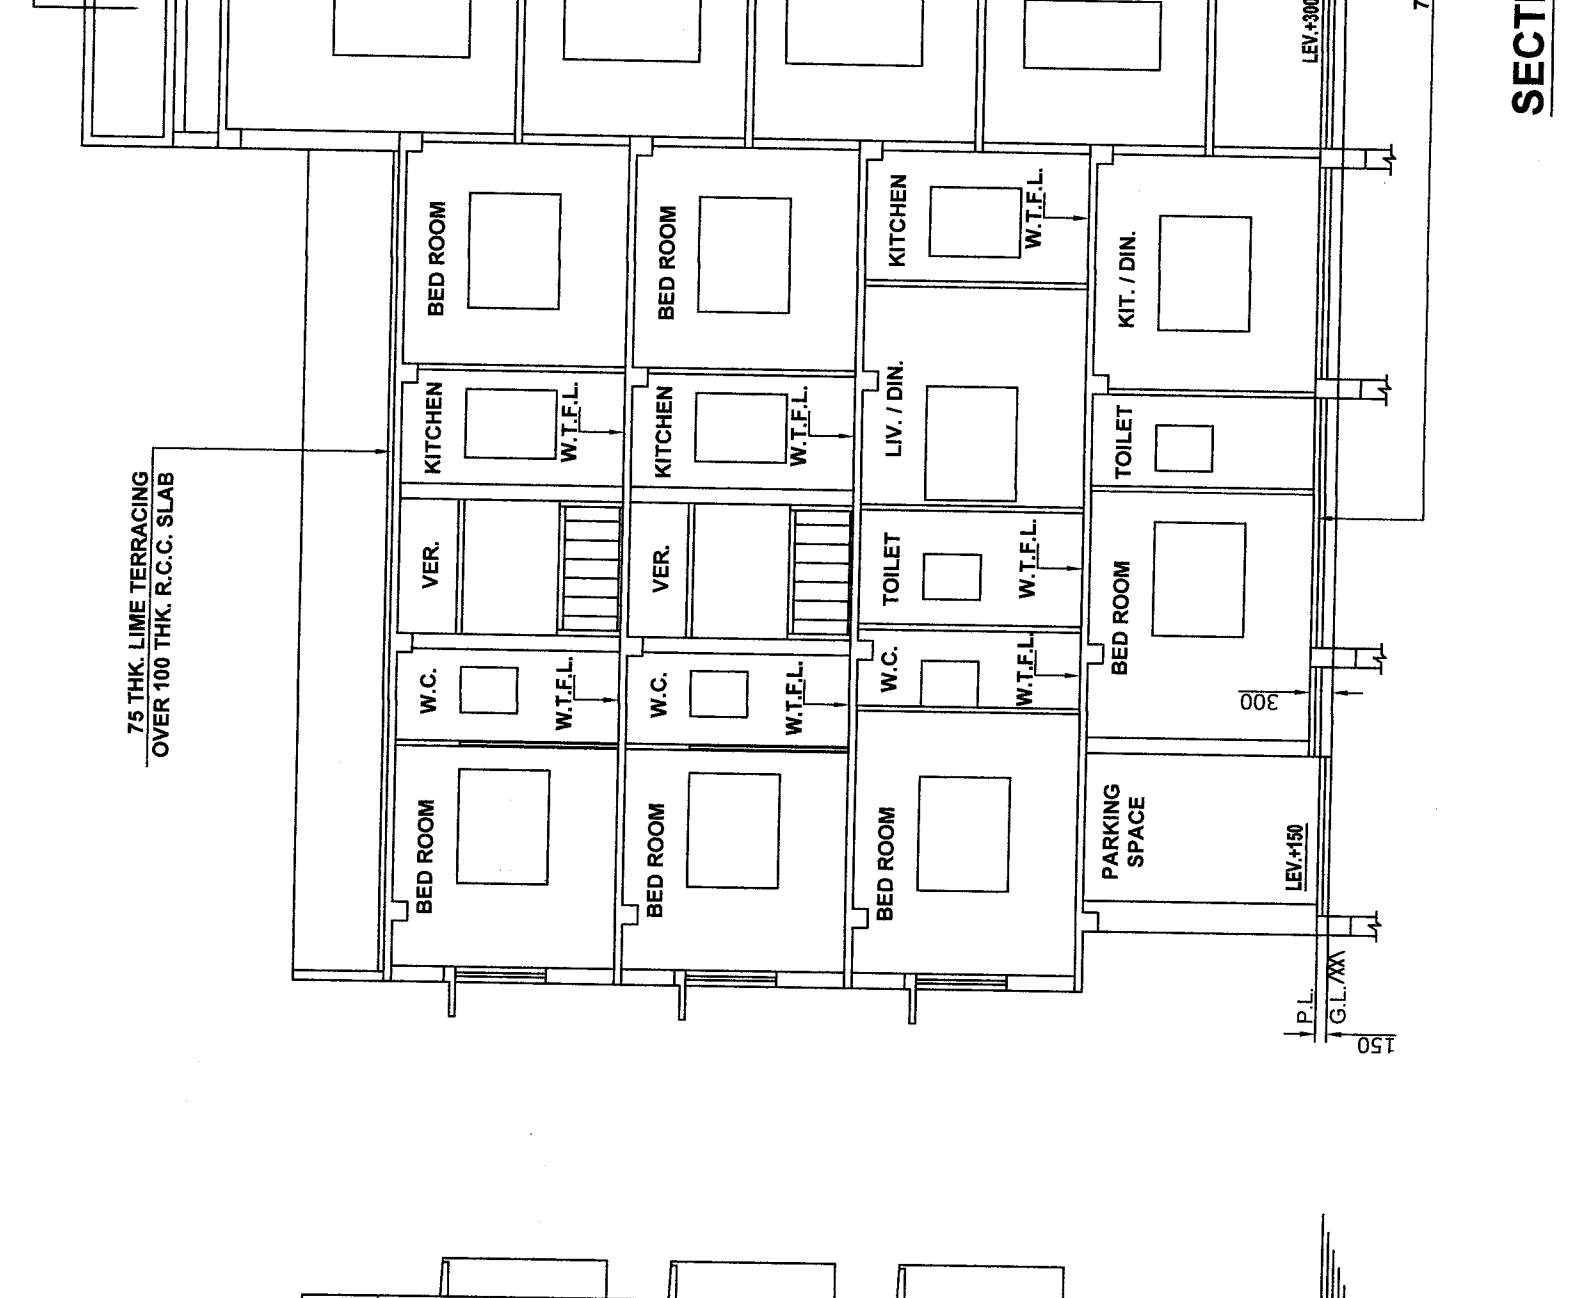 75 THK. LIME TERRACING
OVER 100 THK. R.C.C. SLAB
BED ROOM
W.C.
W.T.F.L.
VER.
KITCHEN
W.T.F.L.
BED ROOM
BED ROOM
W.C.
W.T.F.L.
VER.
KITCHEN
W.T.F.L.
BED ROOM
BED ROOM
W.C.
W.T.F.L.
TOILET
W.T.F.L.
LIV. / DIN.
KITCHEN
W.T.F.L.
PARKING
SPACE
LEV.+150
BED ROOM
TOILET
KIT. / DIN.
300
LEV.+300
P.L.
G.L.
150
7
SECTI